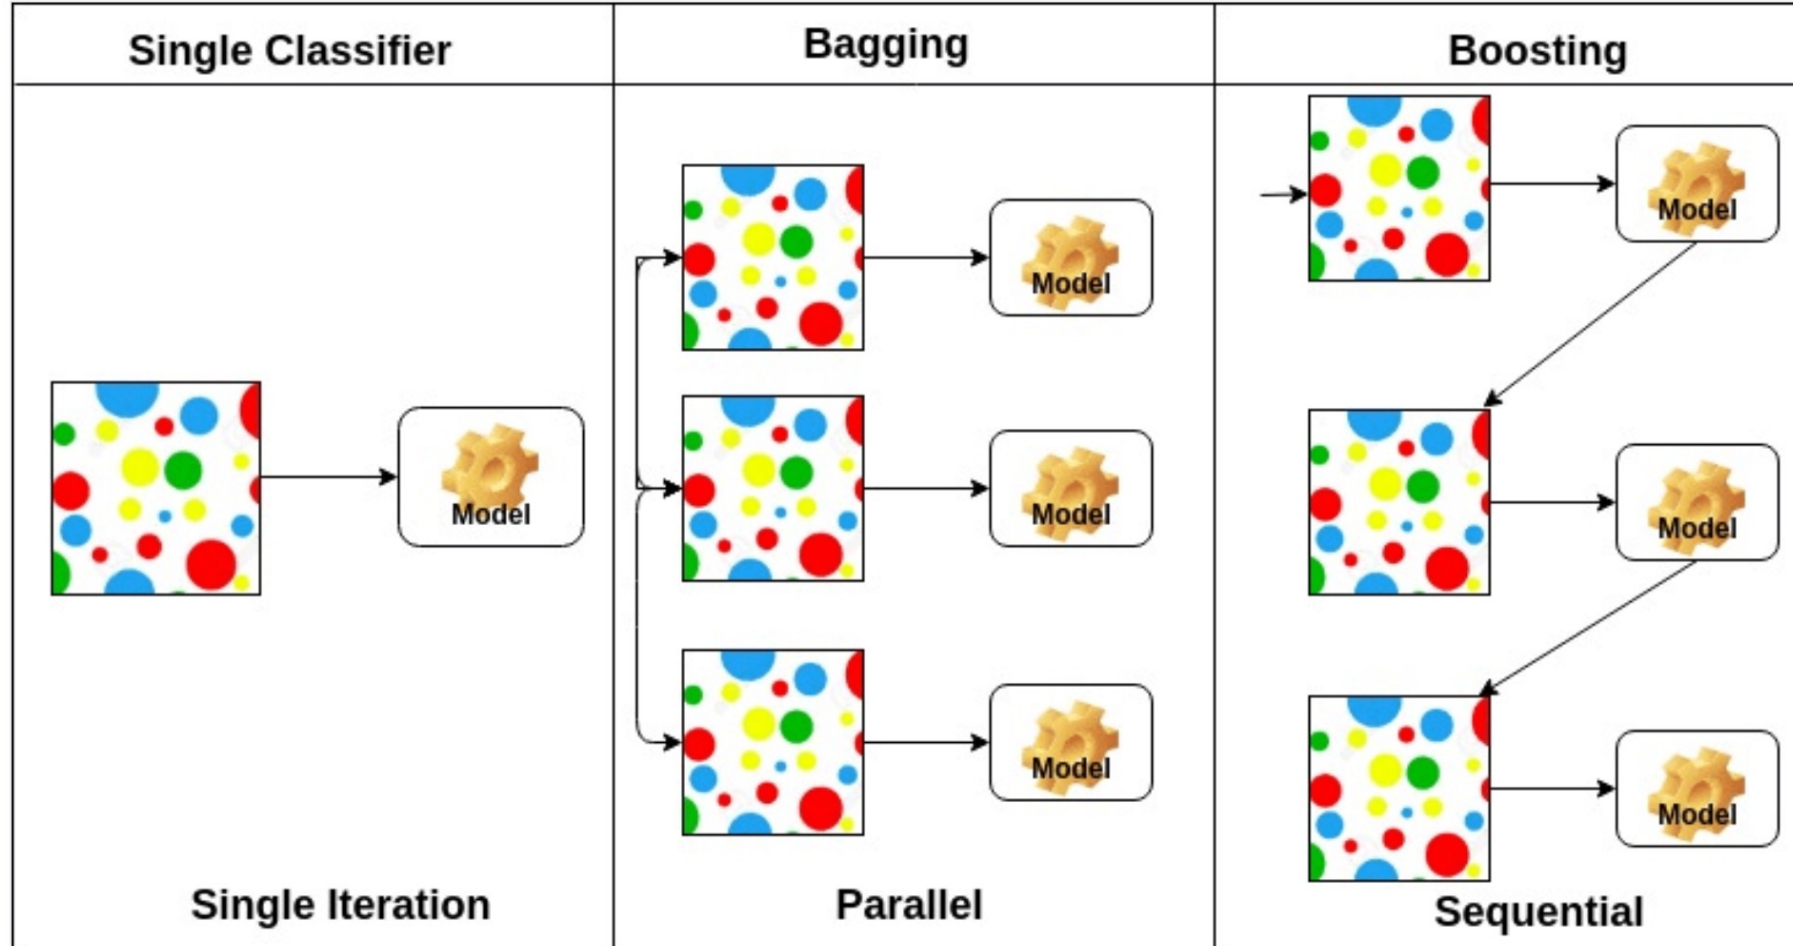 Single Classifier
Bagging
Boosting
Model
Model
Model
Model
Model
Model
Model
Single Iteration
Parallel
Sequential